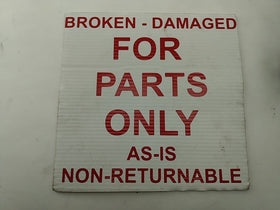 BROKEN - DAMAGED
FOR
PARTS
ONLY
AS-IS
NON-RETURNABLE